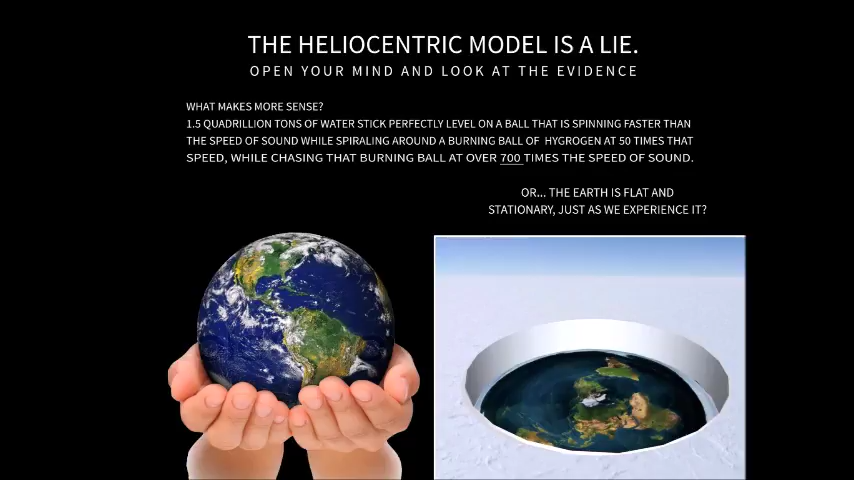 THE HELIOCENTRIC MODEL IS A LIE.
OPEN YOUR MIND AND LOOK AT THE EVIDENCE
WHAT MAKES MORE SENSE?
1.5 QUADRILLION TONS OF WATER STICK PERFECTLY LEVEL ON A BALL THAT IS SPINNING FASTER THAN
THE SPEED OF SOUND WHILE SPIRALING AROUND A BURNING BALL OF HYGROGEN AT 50 TIMES THAT
SPEED, WHILE CHASING THAT BURNING BALL AT OVER 700 TIMES THE SPEED OF SOUND.
OR... THE EARTH IS FLAT AND
STATIONARY, JUST AS WE EXPERIENCE IT?